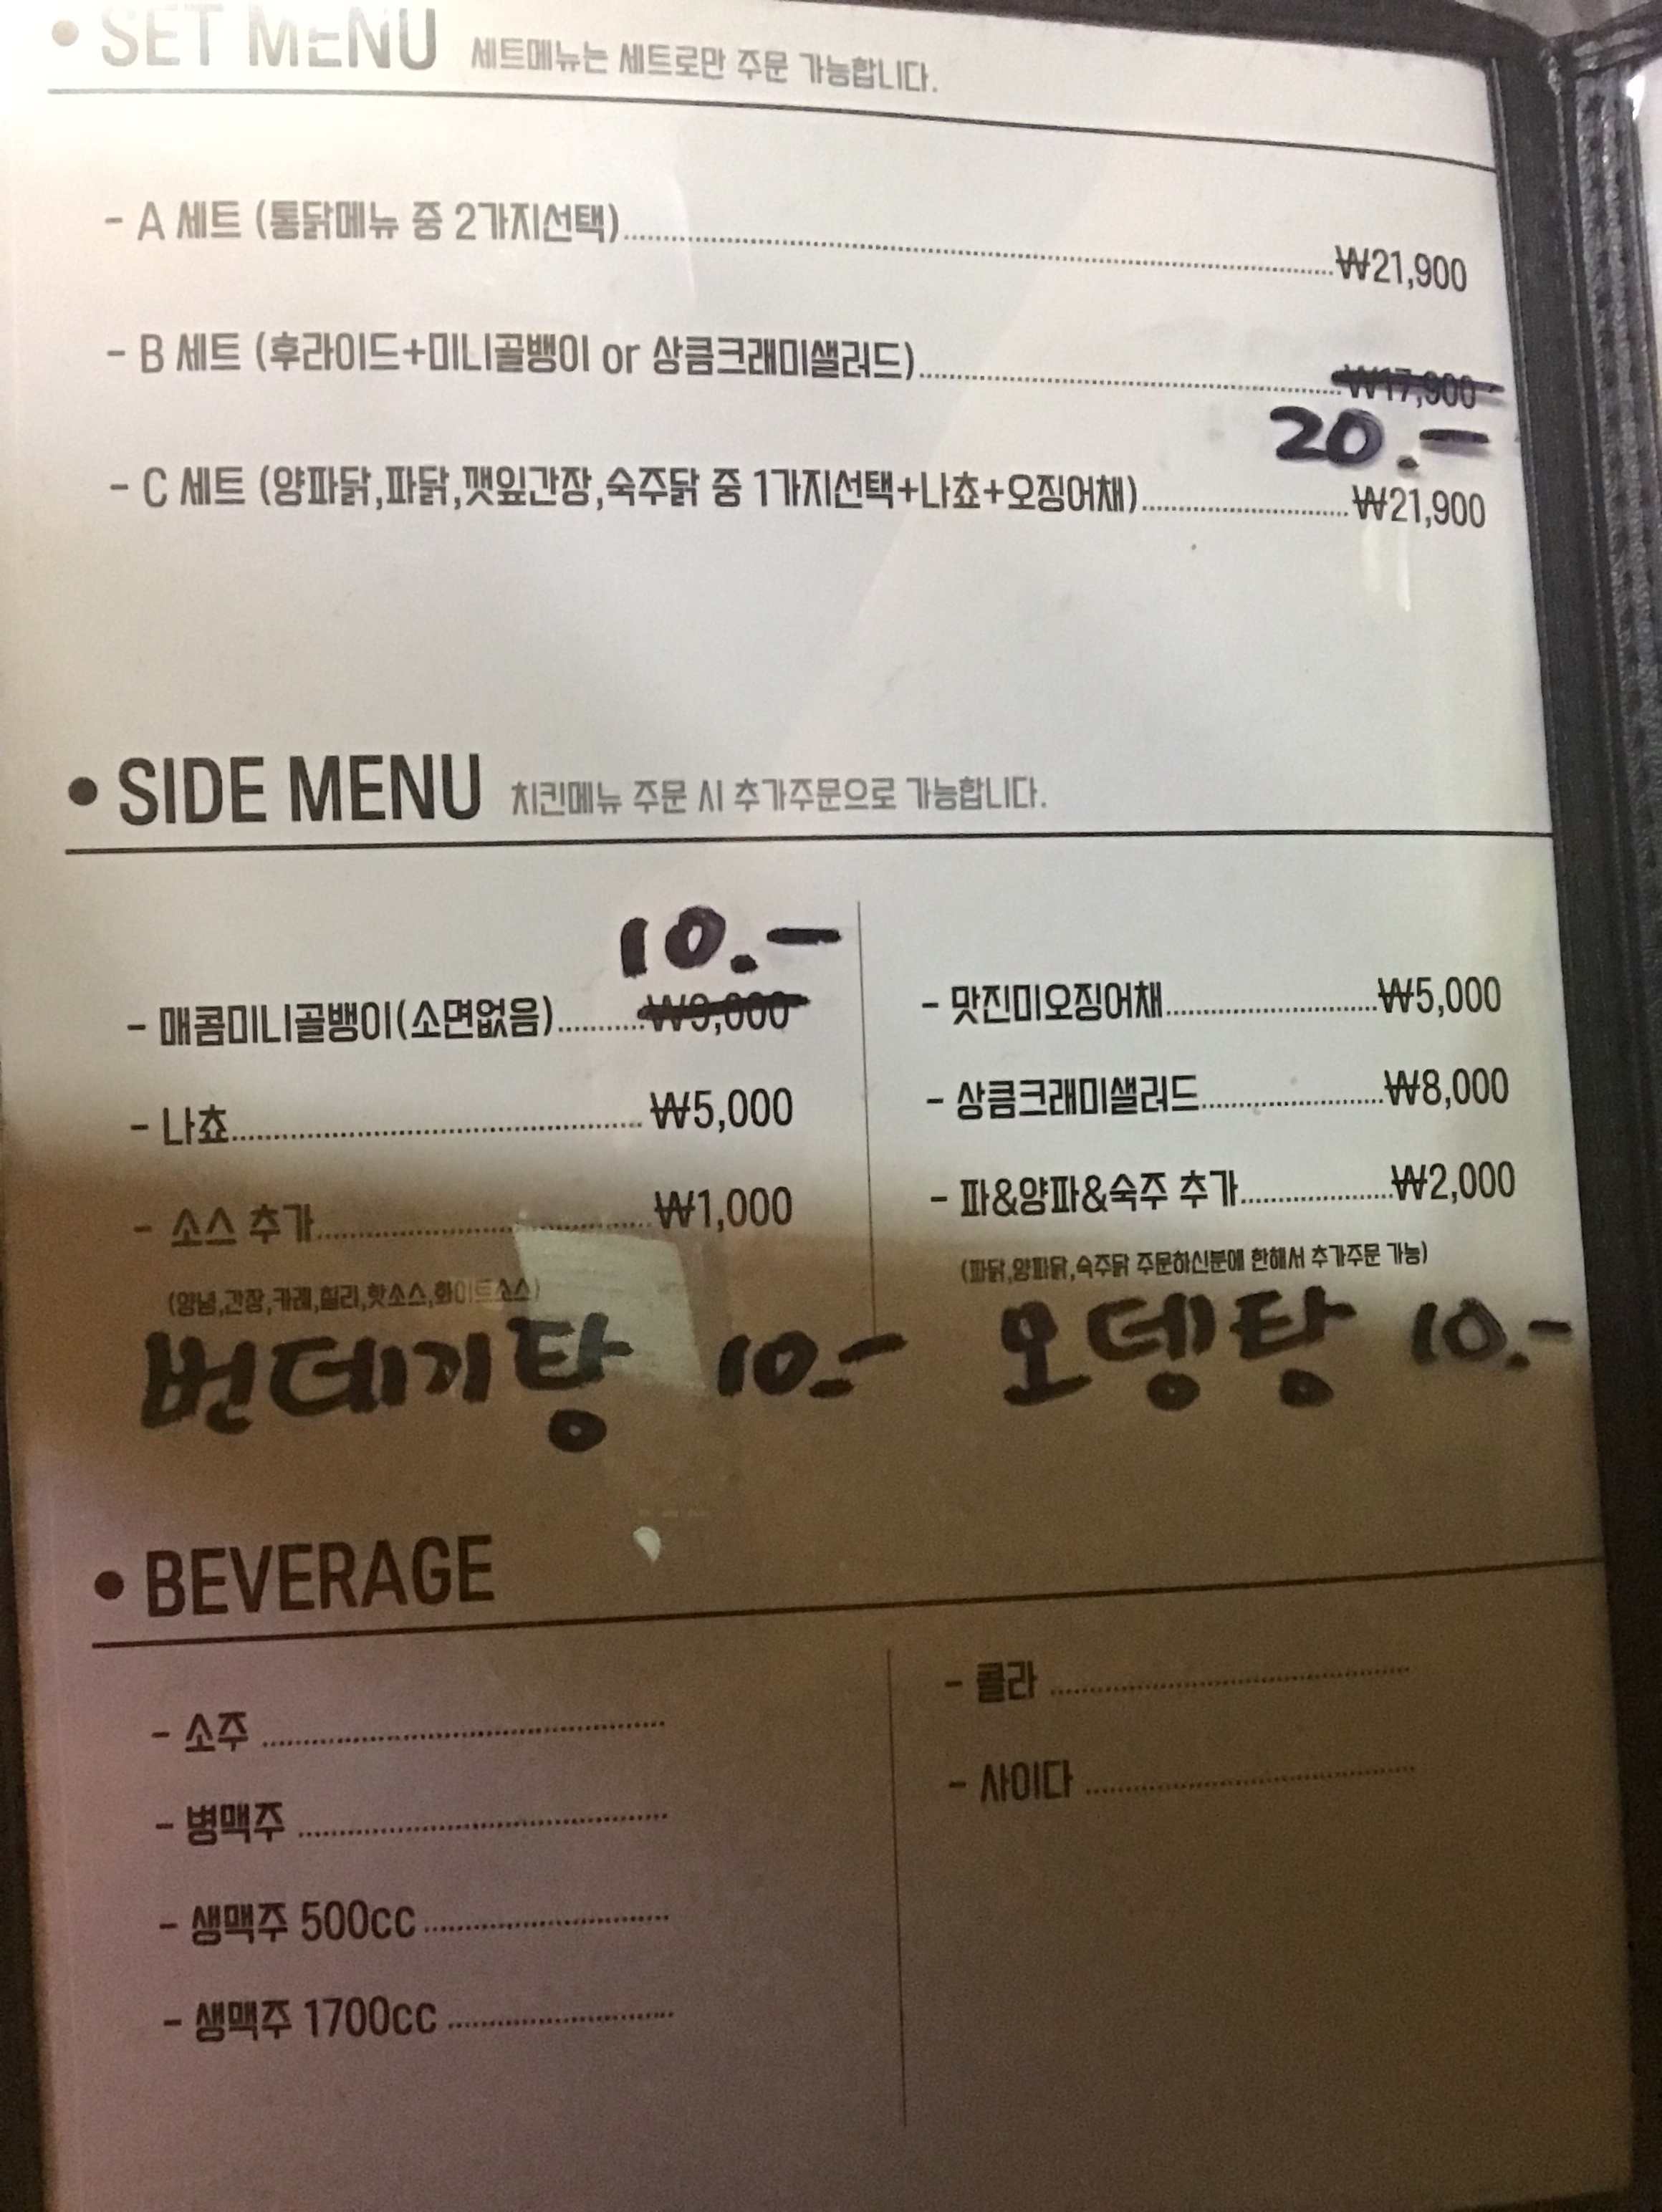 • SET MENU 세트메뉴는 세트로만 주문 가능합니다.
- A 세트 (통닭메뉴 중 2가지선택)........₩21,900
- B 세트 (후라이드+미니골뱅이 or 상큼크래미샐러드)........₩17,900
20.-
- C 세트 (양파닭,파닭,깻잎간장,숙주닭 중 1가지선택+나쵸+오징어채)........₩21,900
• SIDE MENU 치킨메뉴 주문 시 추가주문으로 가능합니다.
10.-
- 매콤미니골뱅이(소면없음)........₩9,000
- 나쵸........₩5,000
- 소스 추가........₩1,000
(양념,간장,카레,칠리,핫소스,화이트소스)
번데기탕 10.-
- 맛진미오징어채........₩5,000
- 상큼크래미샐러드........₩8,000
- 파&양파&숙주 추가........₩2,000
(파닭,양파닭,숙주닭 주문하신분에 한해서 추가주문 가능)
오뎅탕 10.-
• BEVERAGE
- 소주 ........
- 병맥주 ........
- 생맥주 500cc ........
- 생맥주 1700cc ........
- 콜라 ........
- 사이다 ........